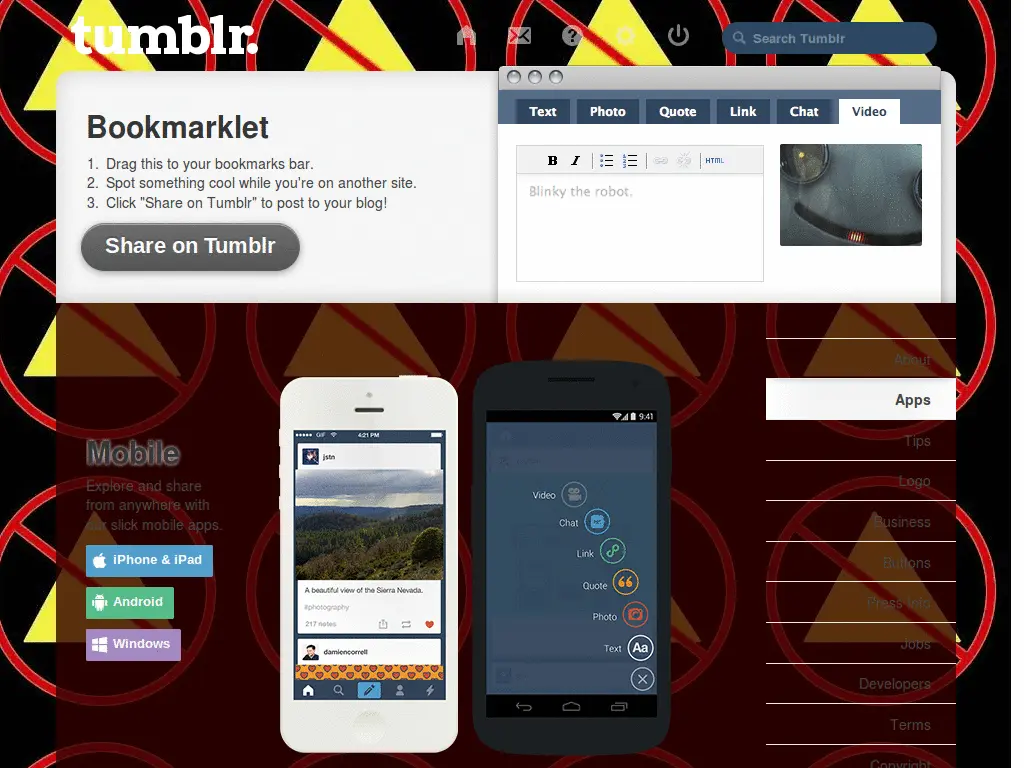 tumblr.
Search Tumblr
Bookmarklet
1. Drag this to your bookmarks bar.
2. Spot something cool while you're on another site.
3. Click "Share on Tumblr" to post to your blog!
Share on Tumblr
Text Photo Quote Link Chat Video
B I HTML
Blinky the robot.
Mobile
Explore and share
from anywhere with
our slick mobile apps.
iPhone & iPad
Android
Windows
GIF 4:21 PM
jstn
A beautiful view of the Sierra Nevada.
#photography
217 notes
damiencorrell
9:41
Video
Chat
Link
Quote
Photo
Text Aa
About
Apps
Tips
Logo
Business
Buttons
Press Info
Jobs
Developers
Terms
Copyright